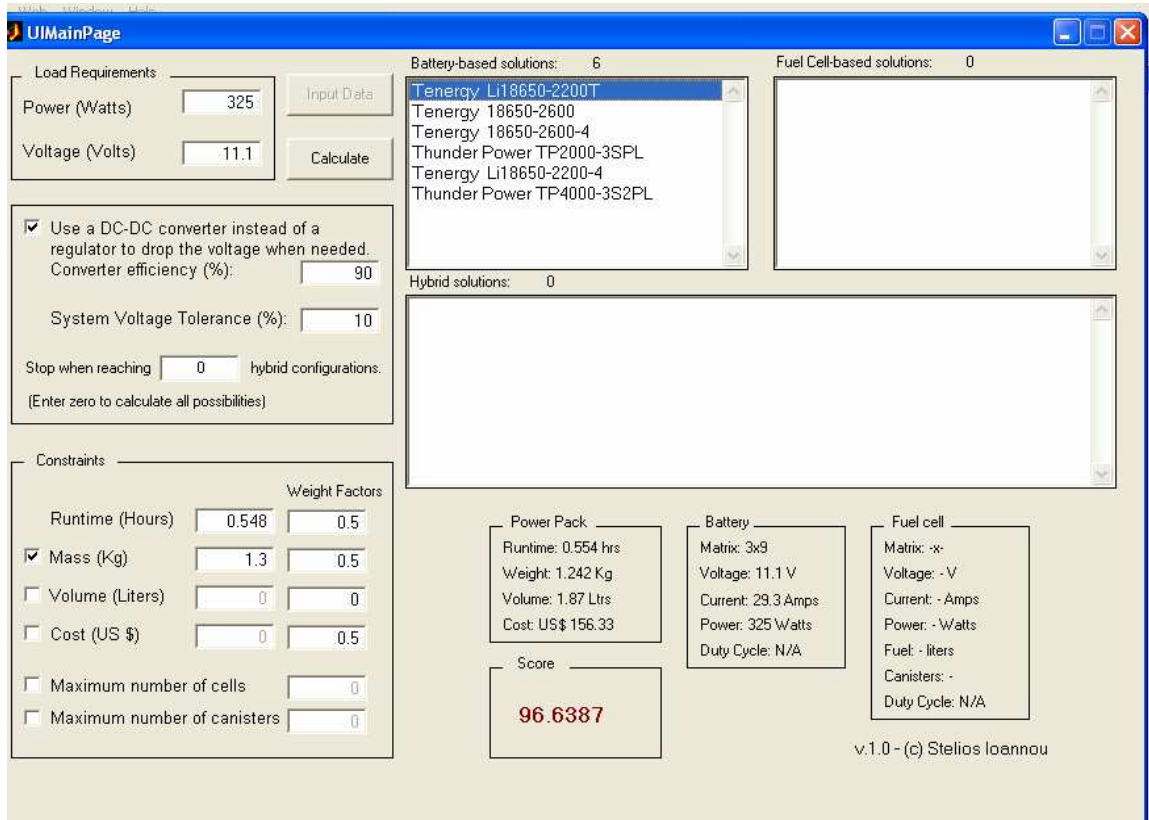 Web Window Help
UIMainPage
Load Requirements
Power (Watts) 325
Voltage (Volts) 11.1
Input Data
Calculate
Use a DC-DC converter instead of a
regulator to drop the voltage when needed.
Converter efficiency (%): 90
System Voltage Tolerance (%): 10
Stop when reaching 0 hybrid configurations.
(Enter zero to calculate all possibilities)
Constraints
Weight Factors
Runtime (Hours) 0.548 0.5
Mass (Kg) 1.3 0.5
Volume (Liters) 0 0
Cost (US $) 0 0.5
Maximum number of cells 0
Maximum number of canisters 0
Battery-based solutions: 6
Tenergy Li18650-2200T
Tenergy 18650-2600
Tenergy 18650-2600-4
Thunder Power TP2000-3SPL
Tenergy Li18650-2200-4
Thunder Power TP4000-3S2PL
Fuel Cell-based solutions: 0
Hybrid solutions: 0
Power Pack
Runtime: 0.554 hrs
Weight: 1.242 Kg
Volume: 1.87 Ltrs
Cost: US$ 156.33
Score
96.6387
Battery
Matrix: 3x9
Voltage: 11.1 V
Current: 29.3 Amps
Power: 325 Watts
Duty Cycle: N/A
Fuel cell
Matrix: -x-
Voltage: - V
Current: - Amps
Power: - Watts
Fuel: - liters
Canisters: -
Duty Cycle: N/A
v.1.0 - (c) Stelios Ioannou